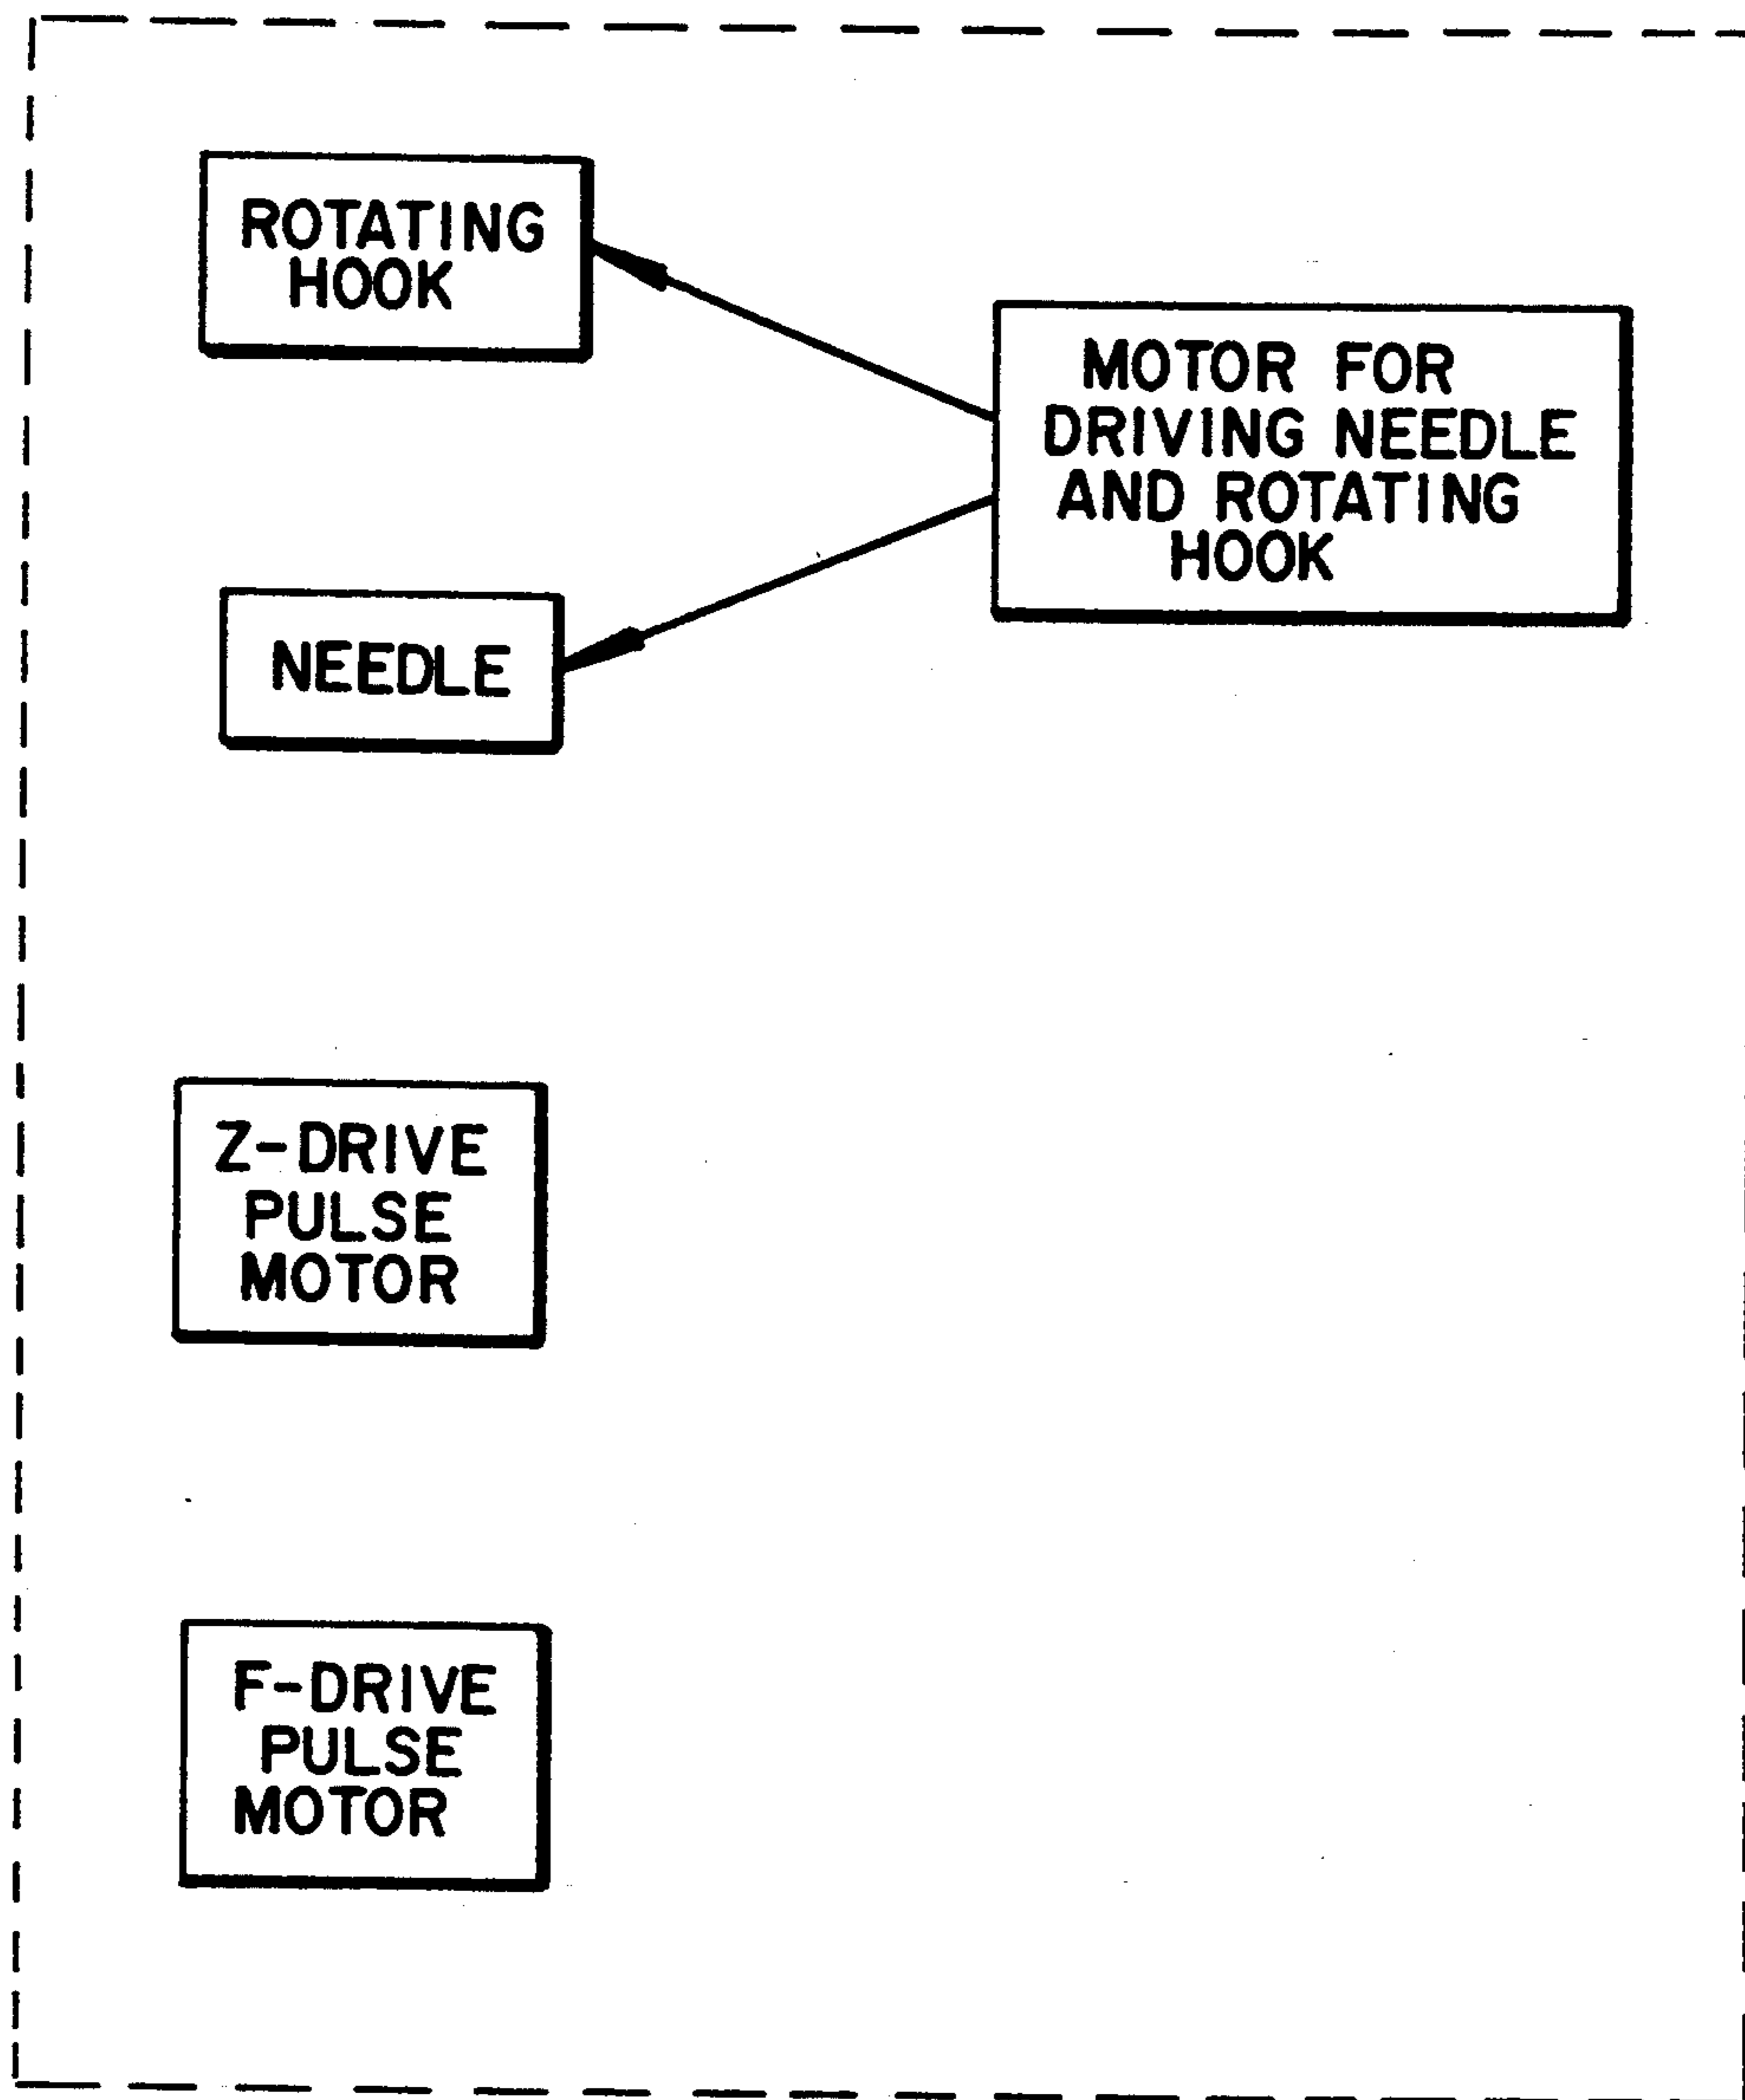 ROTATING
HOOK
MOTOR FOR
DRIVING NEEDLE
AND ROTATING
HOOK
NEEDLE
Z-DRIVE
PULSE
MOTOR
F-DRIVE
PULSE
MOTOR